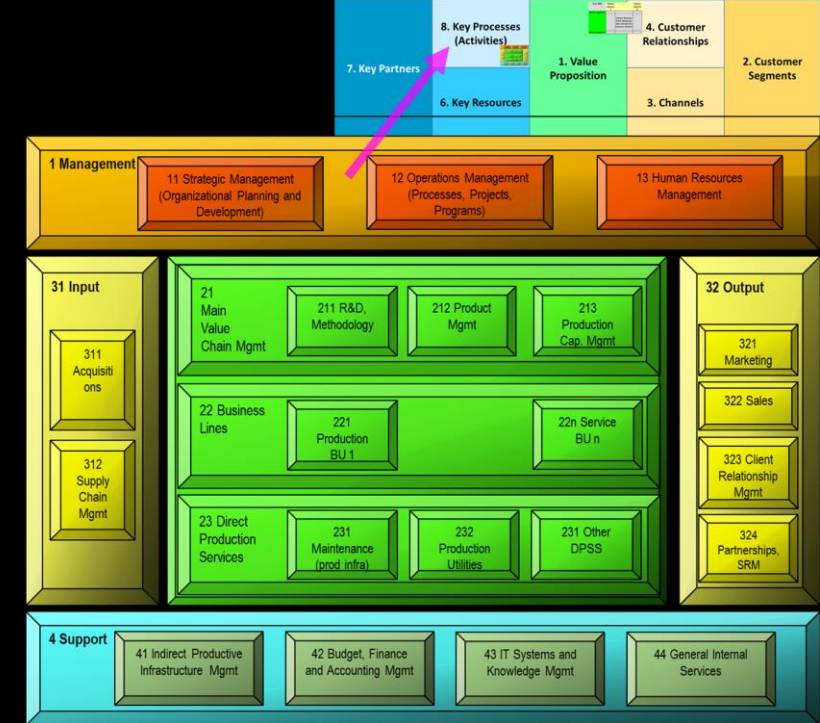 8. Key Processes
(Activities)
4. Customer
Relationships
7. Key Partners
1. Value
Proposition
2. Customer
Segments
6. Key Resources
3. Channels
1 Management
11 Strategic Management
(Organizational Planning and
Development)
12 Operations Management
(Processes, Projects,
Programs)
13 Human Resources
Management
31 Input
311
Acquisiti
ons
312
Supply
Chain
Mgmt
21
Main
Value
Chain Mgmt
211 R&D,
Methodology
212 Product
Mgmt
213
Production
Cap. Mgmt
22 Business
Lines
221
Production
BU 1
22n Service
BU n
23 Direct
Production
Services
231
Maintenance
(prod infra)
232
Production
Utilities
231 Other
DPSS
32 Output
321
Marketing
322 Sales
323 Client
Relationship
Mgmt
324
Partnerships,
SRM
4 Support
41 Indirect Productive
Infrastructure Mgmt
42 Budget, Finance
and Accounting Mgmt
43 IT Systems and
Knowledge Mgmt
44 General Internal
Services